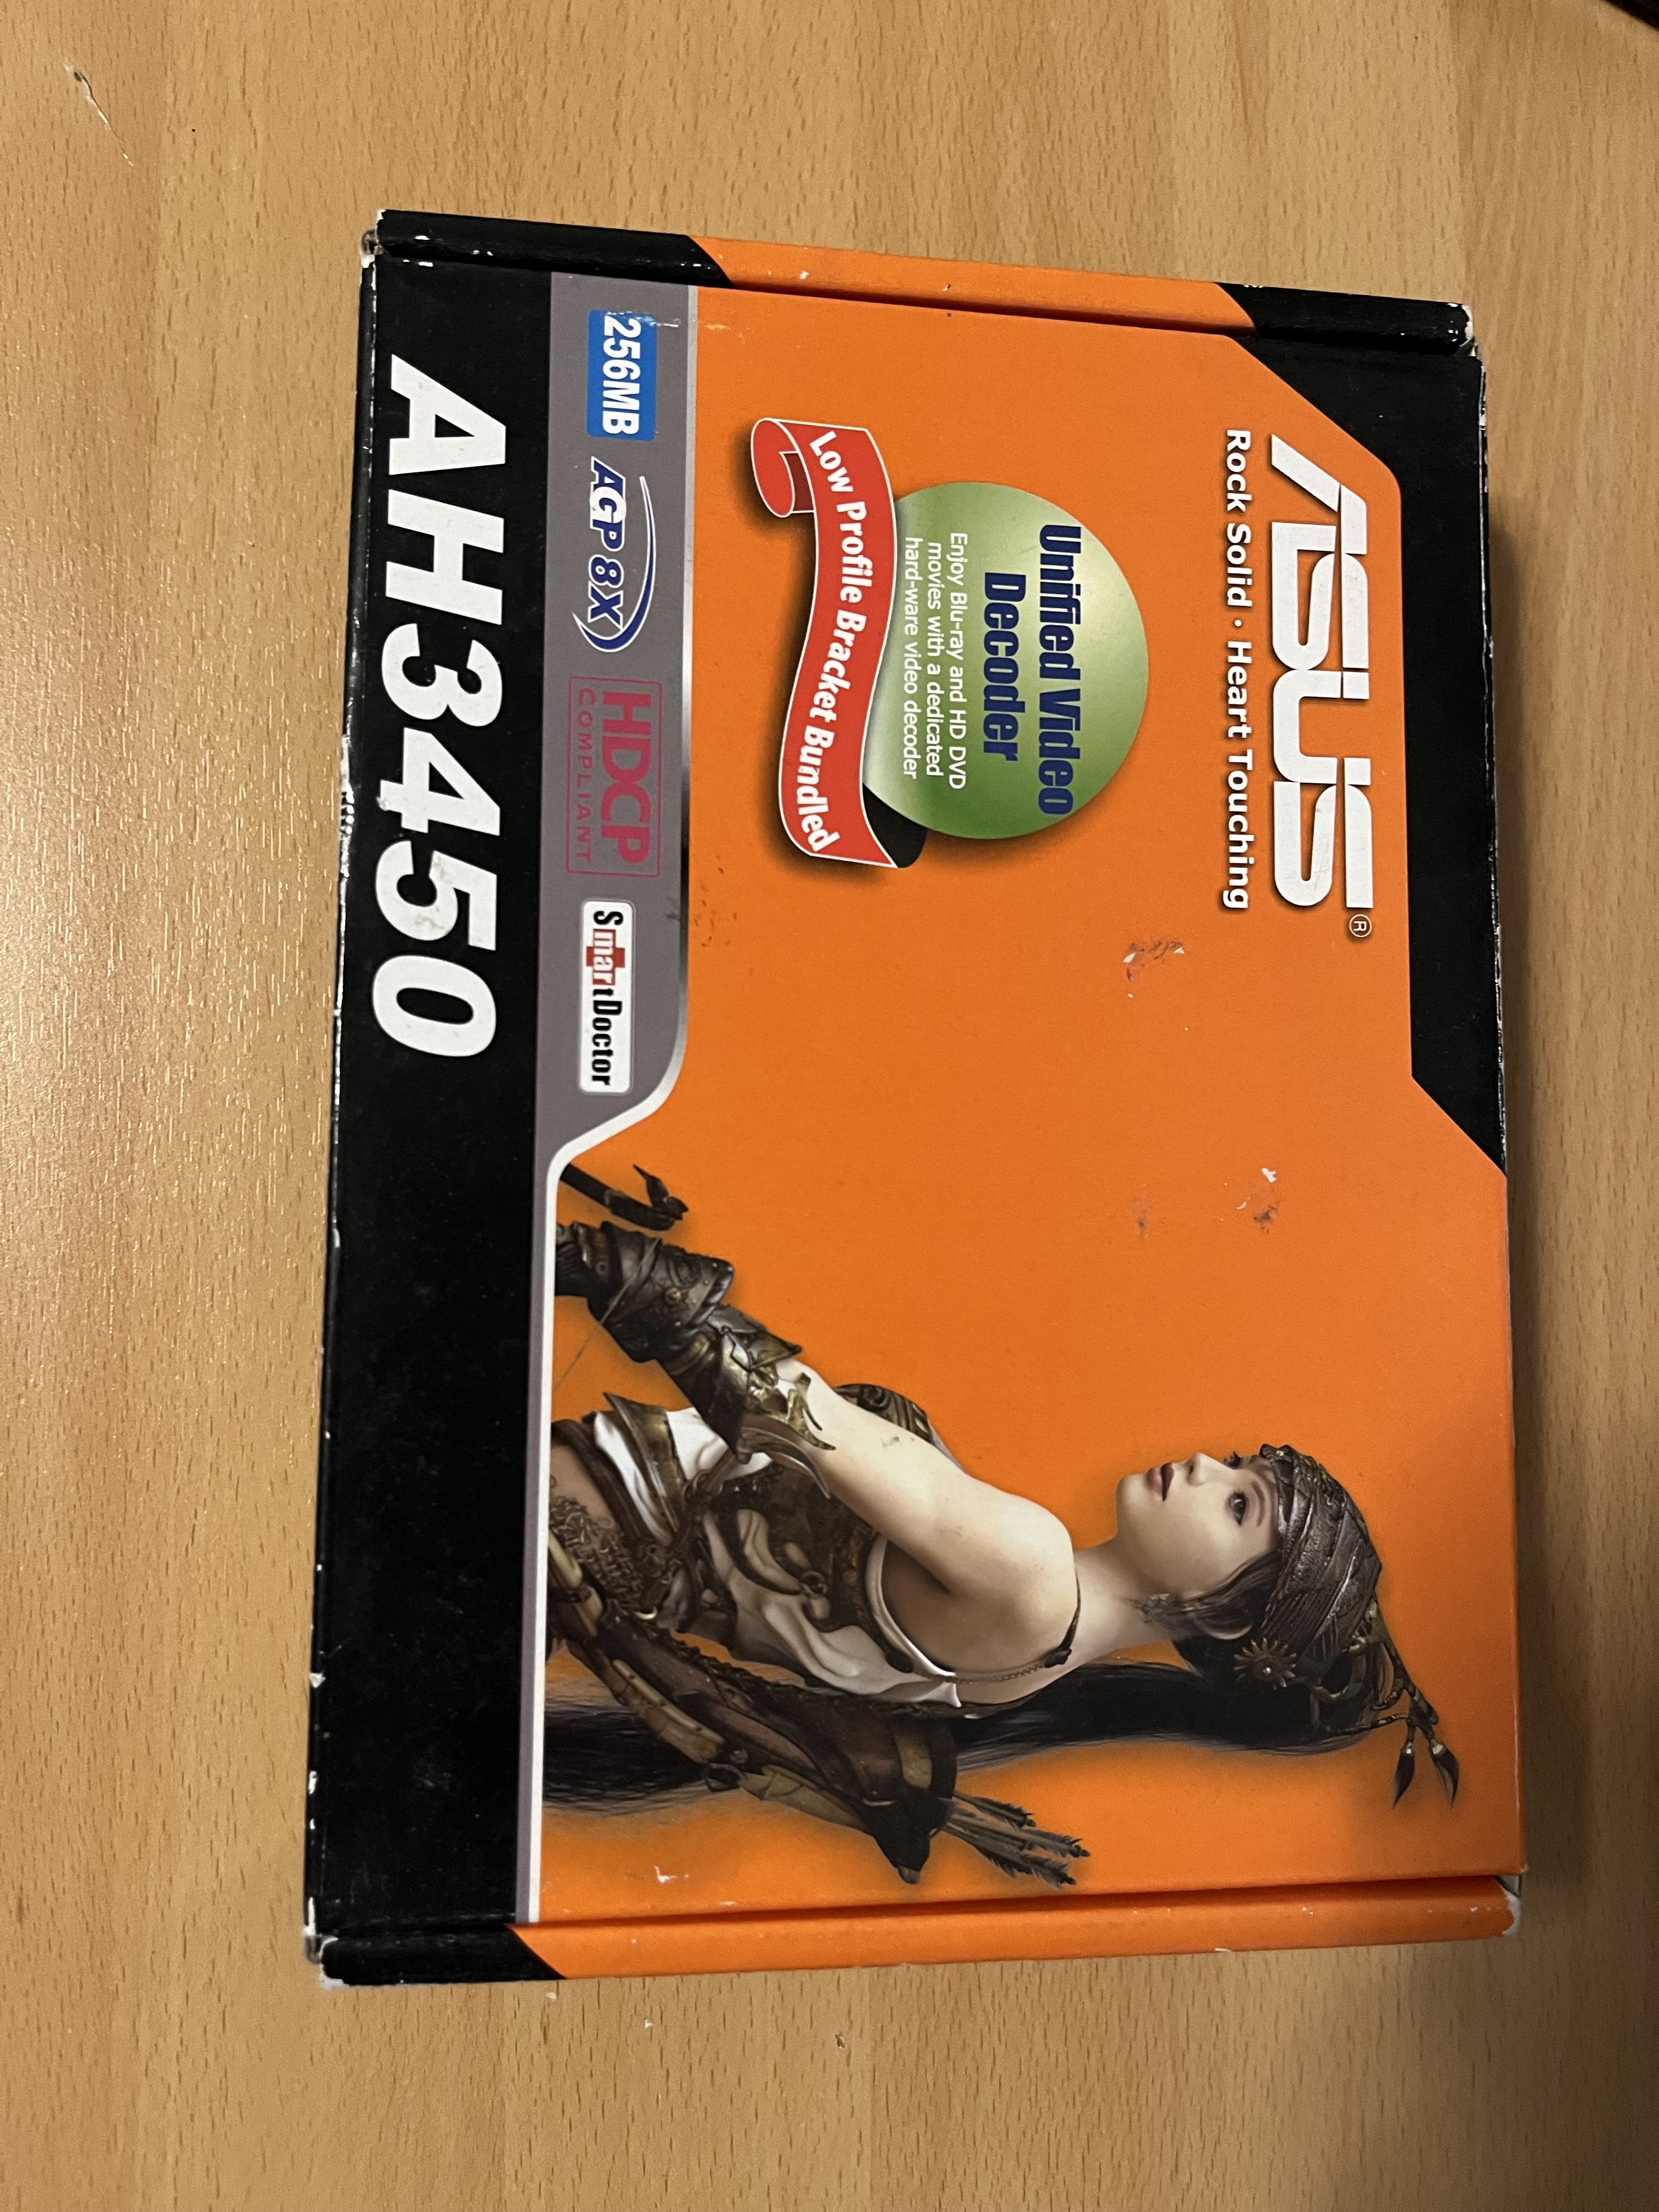 ASUS®
Rock Solid · Heart Touching
Unified Video
Decoder
Enjoy Blu-ray and HD DVD
movies with a dedicated
hard-ware video decoder
Low Profile Bracket Bundled
256MB AGP 8X HDCP COMPLIANT SmartDoctor
AH3450